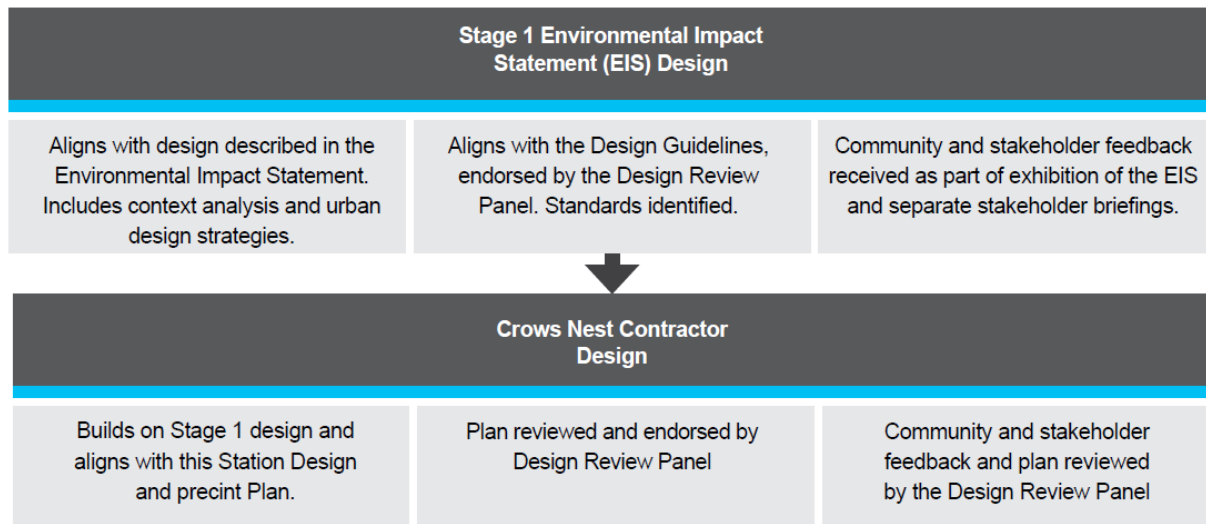 Stage 1 Environmental Impact
Statement (EIS) Design
Aligns with design described in the
Environmental Impact Statement.
Includes context analysis and urban
design strategies.
Aligns with the Design Guidelines,
endorsed by the Design Review
Panel. Standards identified.
Community and stakeholder feedback
received as part of exhibition of the EIS
and separate stakeholder briefings.
Crows Nest Contractor
Design
Builds on Stage 1 design and
aligns with this Station Design
and precint Plan.
Plan reviewed and endorsed by
Design Review Panel
Community and stakeholder
feedback and plan reviewed
by the Design Review Panel